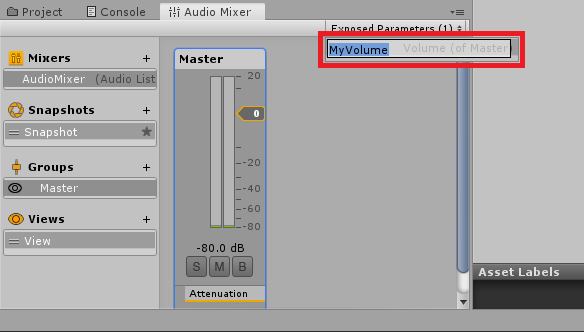 Project
Console
Audio Mixer
Exposed Parameters (1)
MyVolume Volume (of Master)
Mixers +
AudioMixer (Audio List
Snapshots +
Snapshot
Groups +
Master
Views +
View
Master
20
0
-20
-40
-60
-80
-80.0 dB
S M B
Attenuation
Asset Labels